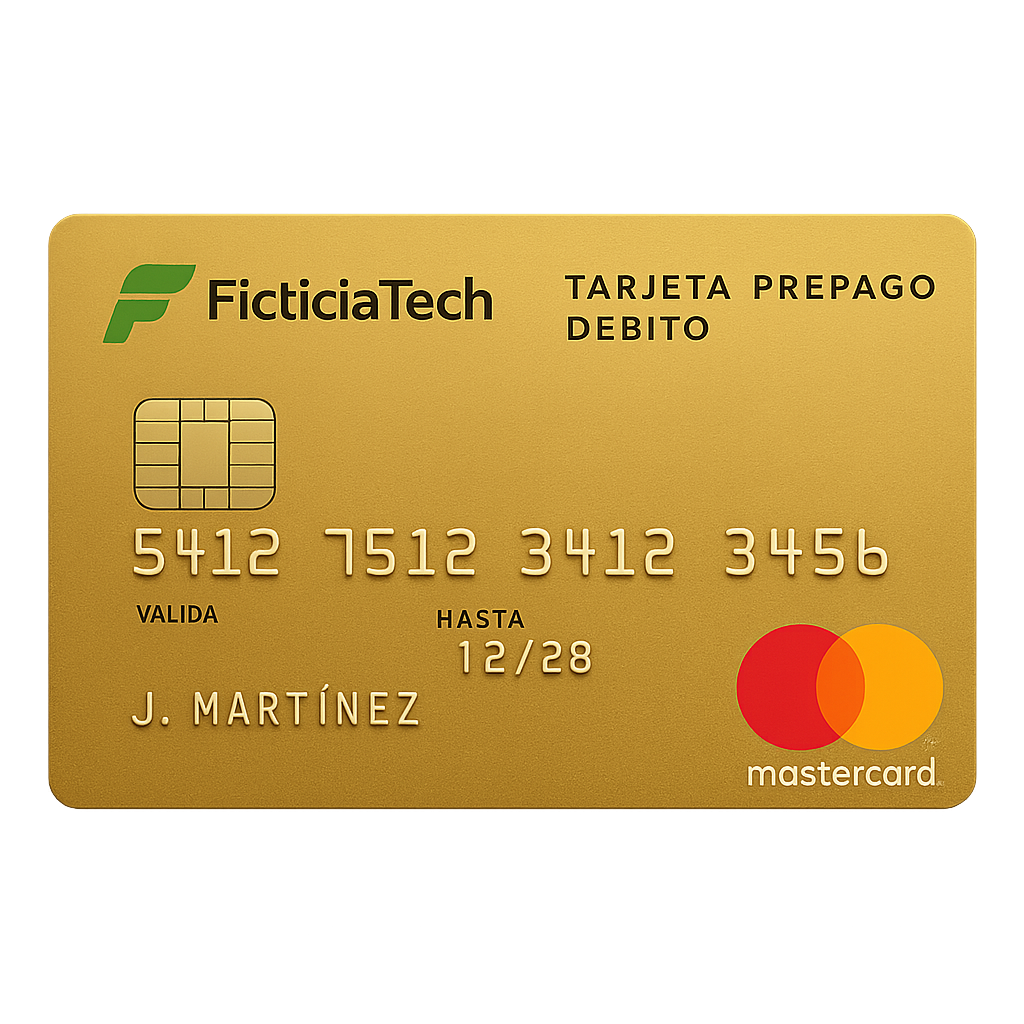 FicticiaTech
TARJETA PREPAGO
DEBITO
5412 7512 3412 3456
VALIDA
HASTA
12/28
J. MARTÍNEZ
mastercard